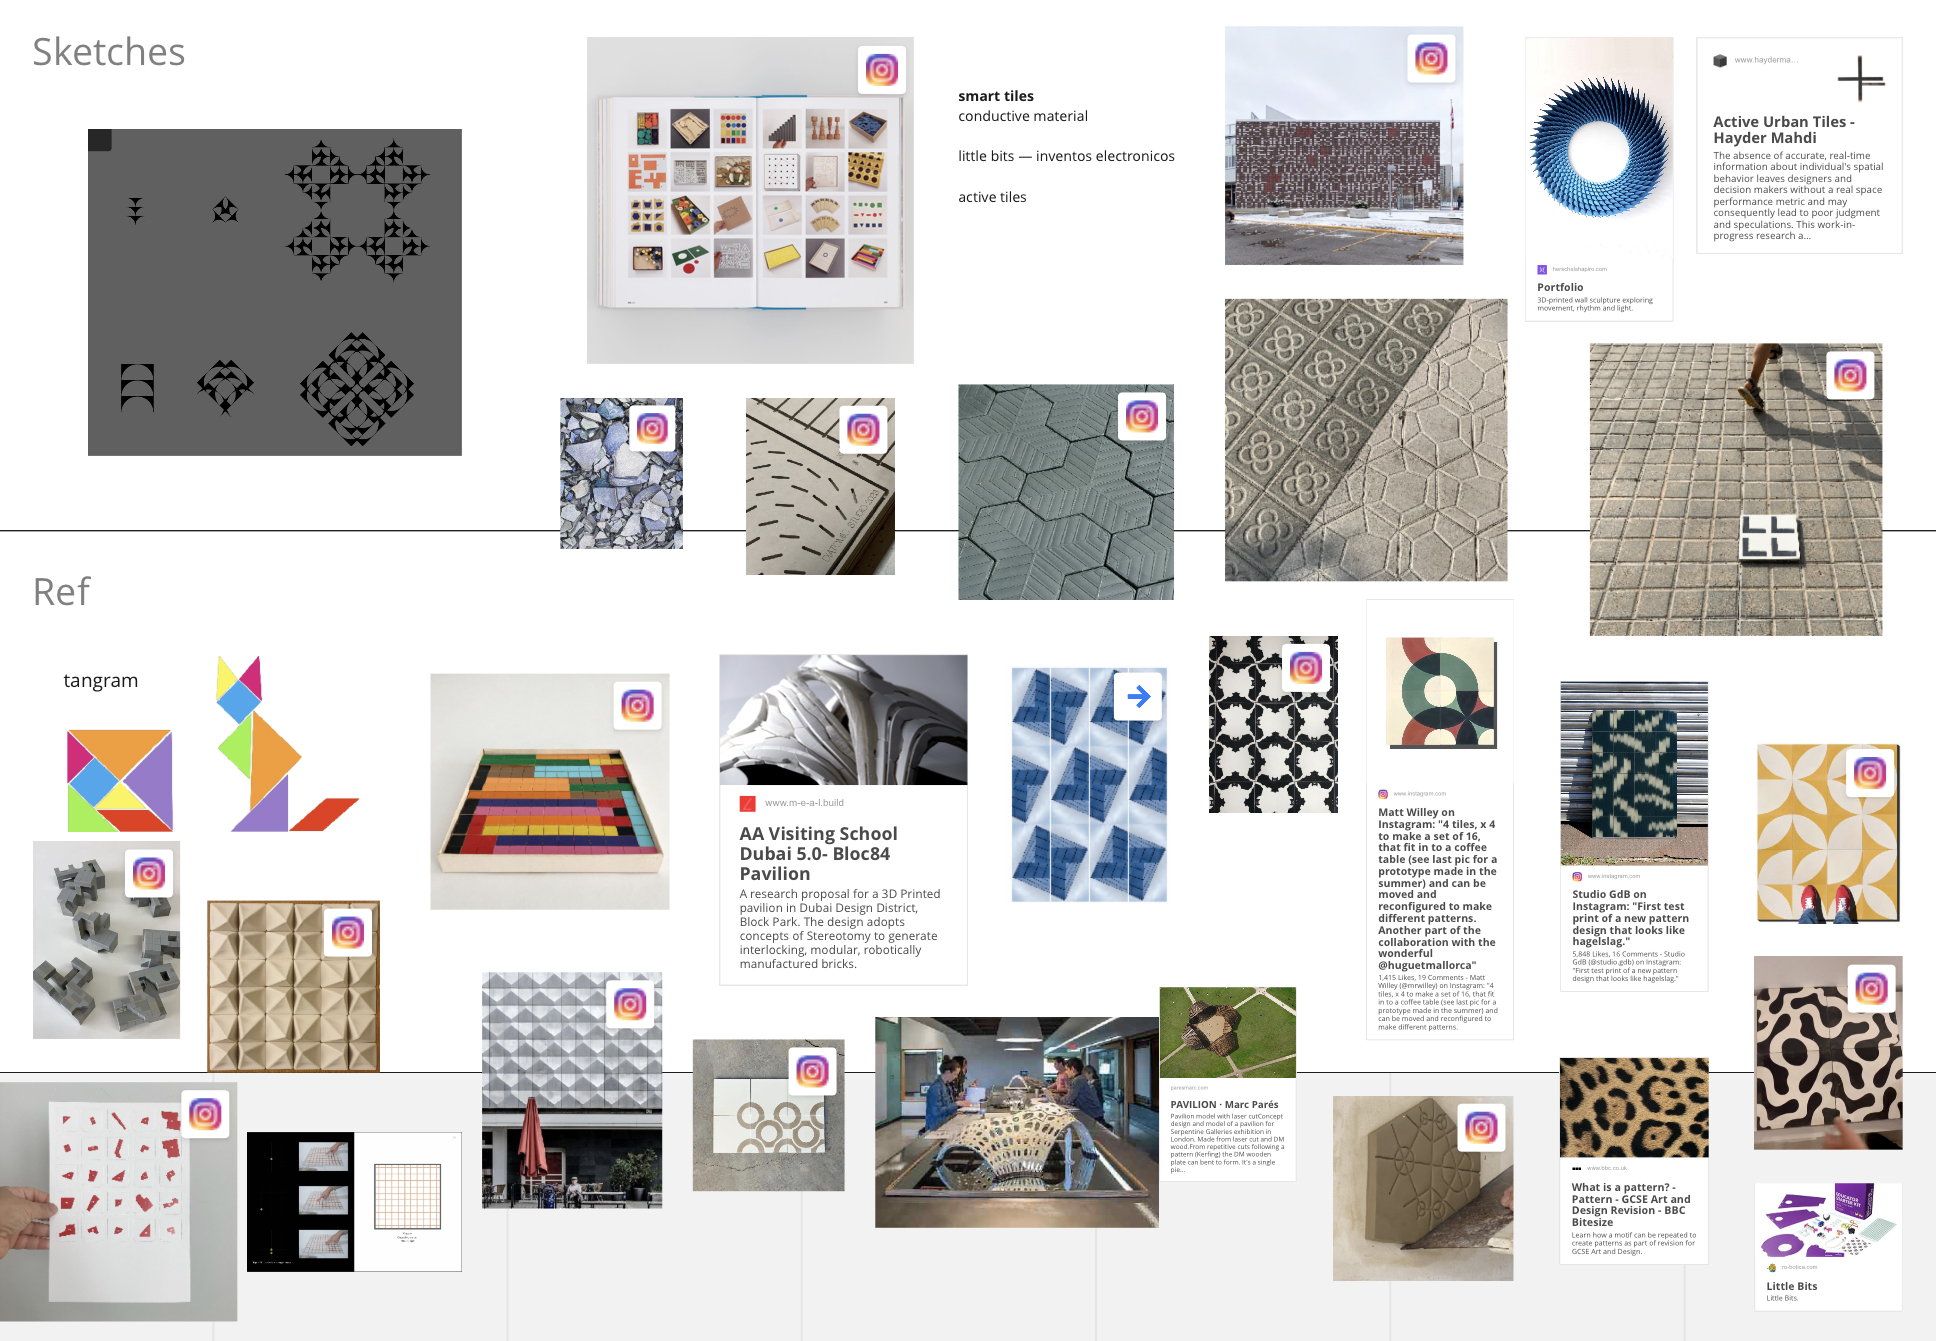 Sketches
smart tiles
conductive material
little bits — inventos electronicos
active tiles
herschelshapiro.com
Portfolio
3D-printed wall sculpture exploring
movement, rhythm and light.
www.hayderma...
Active Urban Tiles -
Hayder Mahdi
The absence of accurate, real-time
information about individual's spatial
behavior leaves designers and
decision makers without a real space
performance metric and may
consequently lead to poor judgment
and speculations. This work-in-
progress research a...
Ref
tangram
www.m-e-a-l.build
AA Visiting School
Dubai 5.0- Bloc84
Pavilion
A research proposal for a 3D Printed
pavilion in Dubai Design District,
Block Park. The design adopts
concepts of Stereotomy to generate
interlocking, modular, robotically
manufactured bricks.
www.instagram.com
Matt Willey on
Instagram: "4 tiles, x 4
to make a set of 16,
that fit in to a coffee
table (see last pic for a
prototype made in the
summer) and can be
moved and
reconfigured to make
different patterns.
Another part of the
collaboration with the
wonderful
@huguetmallorca"
1,415 Likes, 19 Comments - Matt
Willey (@mrwilley) on Instagram: "4
tiles, x 4 to make a set of 16, that fit
in to a coffee table (see last pic for a
prototype made in the summer) and
can be moved and reconfigured to
make different patterns.
www.instagram.com
Studio GdB on
Instagram: "First test
print of a new pattern
design that looks like
hagelslag."
5,848 Likes, 16 Comments - Studio
GdB (@studio.gdb) on Instagram:
"First test print of a new pattern
design that looks like hagelslag."
paresmarc.com
PAVILION · Marc Parés
Pavilion model with laser cutConcept
design and model of a pavilion for
Serpentine Galleries exhibition in
London. Made from laser cut and DM
wood.From repetitive cuts following a
pattern (Kerfing) the DM wooden
plate can bent to form. It's a single
pie...
www.bbc.co.uk
What is a pattern? -
Pattern - GCSE Art and
Design Revision - BBC
Bitesize
Learn how a motif can be repeated to
create patterns as part of revision for
GCSE Art and Design.
ro-botica.com
Little Bits
Little Bits.